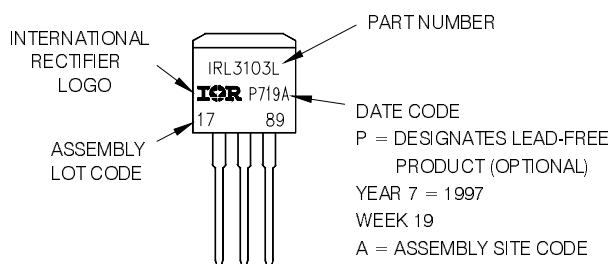 PART NUMBER
INTERNATIONAL
RECTIFIER
LOGO
IRL3103L
IOR P719A
17 89
ASSEMBLY
LOT CODE
DATE CODE
P = DESIGNATES LEAD-FREE
PRODUCT (OPTIONAL)
YEAR 7 = 1997
WEEK 19
A = ASSEMBLY SITE CODE